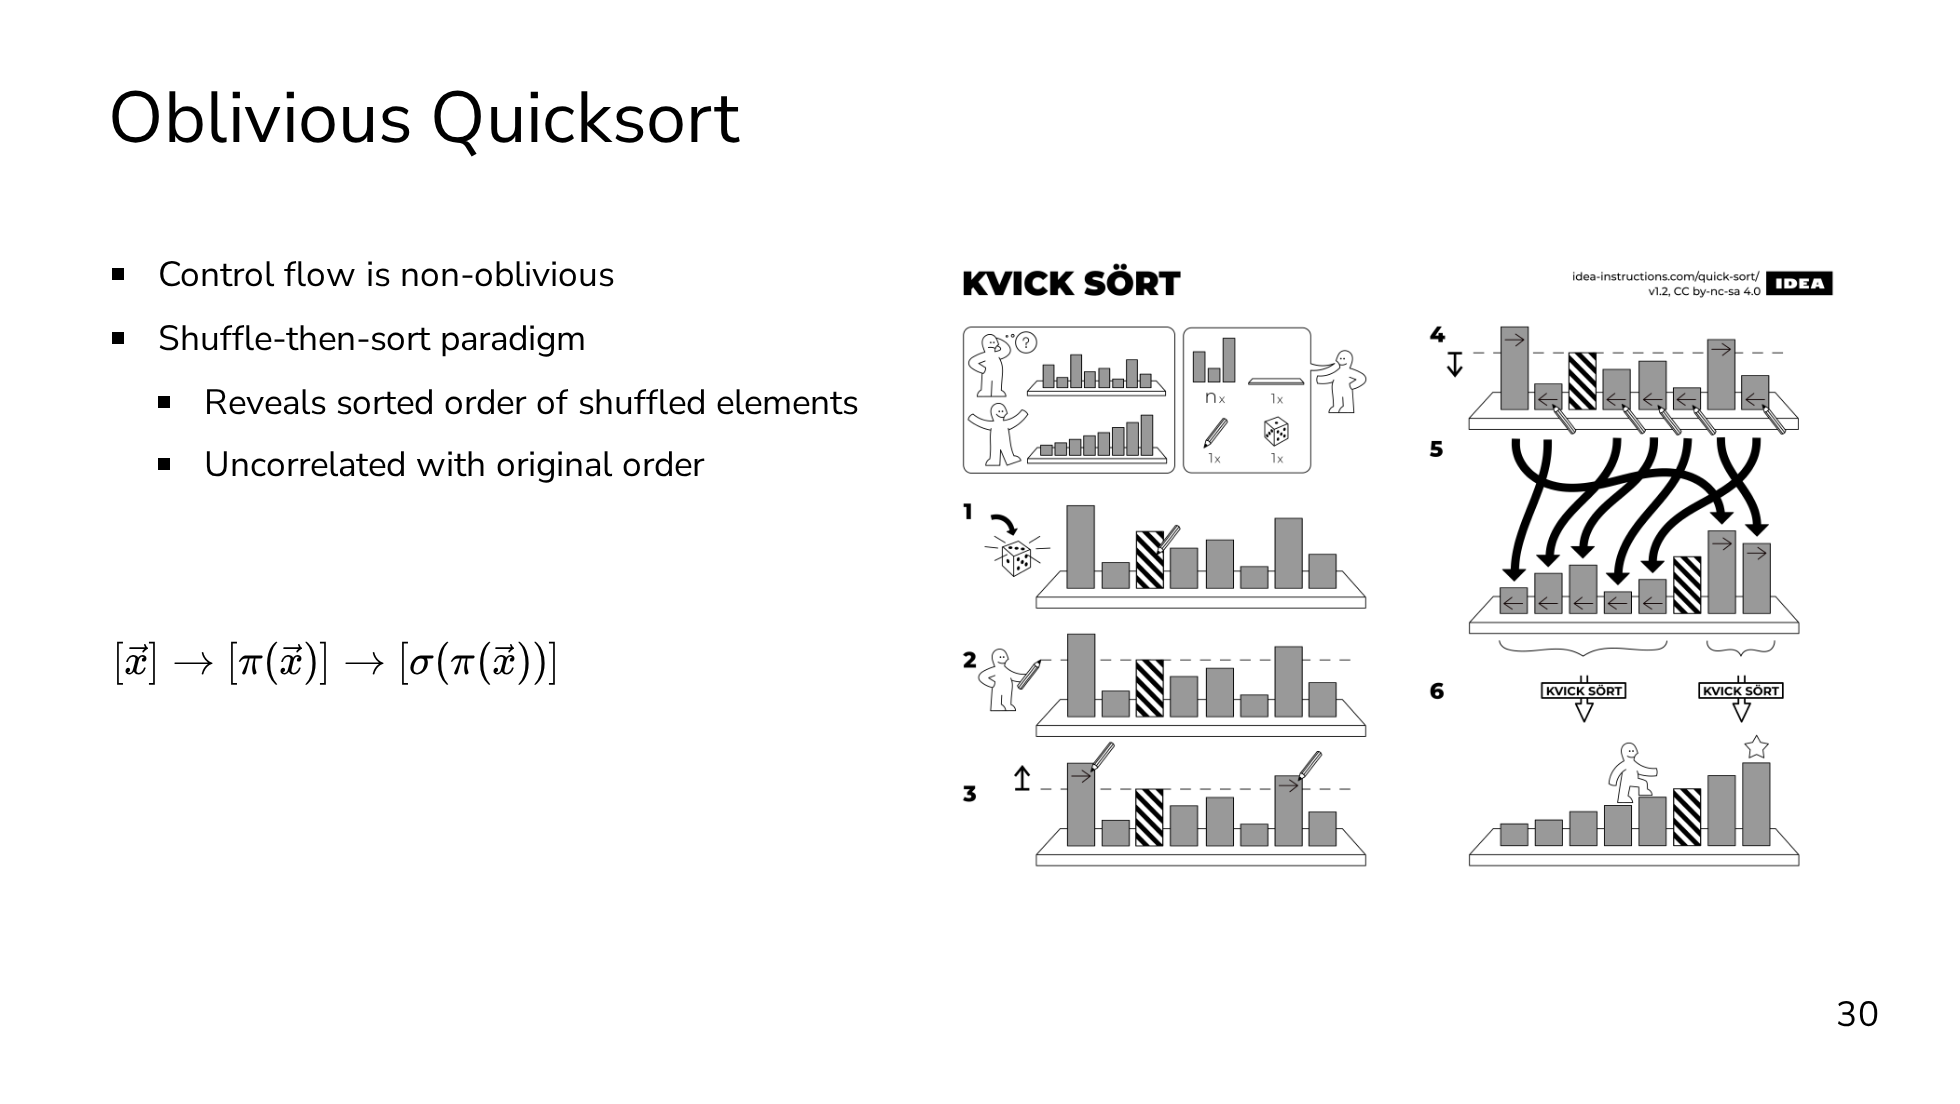 Oblivious Quicksort
Control flow is non-oblivious
Shuffle-then-sort paradigm
Reveals sorted order of shuffled elements
Uncorrelated with original order
[x⃗] → [π(x⃗)] → [σ(π(x⃗))]
KVICK SÖRT
idea-instructions.com/quick-sort/
v1.2, CC by-nc-sa 4.0
IDEA
?
nx
1x
1x
1x
1
2
3
4
5
6
KVICK SÖRT
KVICK SÖRT
30